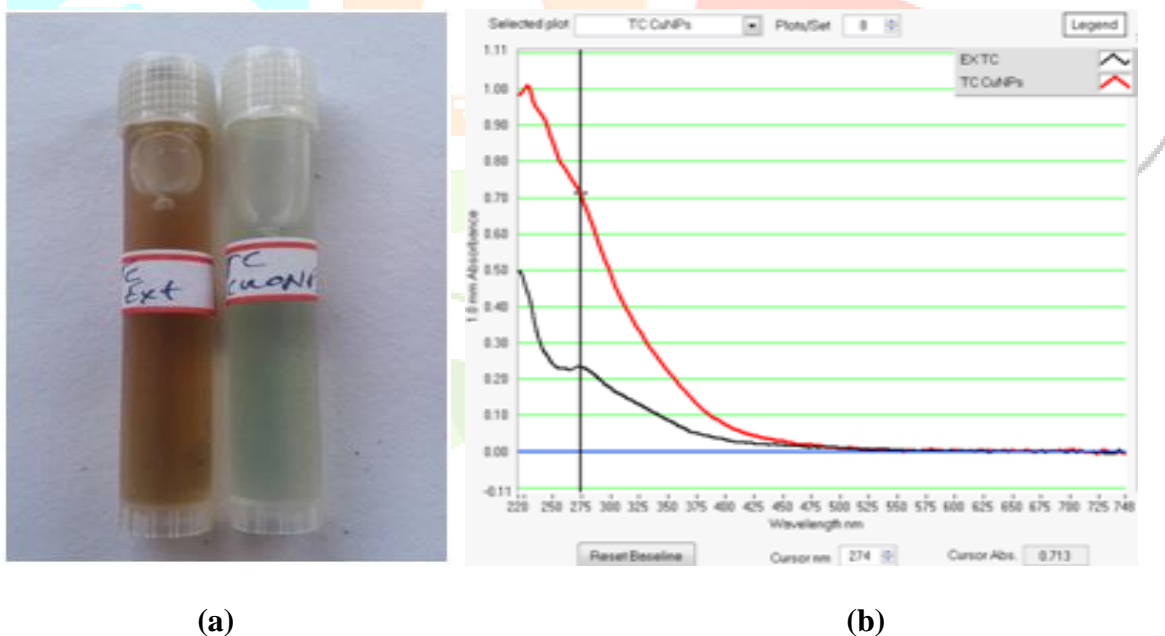 Selected plot TC CuNPs Plots/Set 8 Legend
EX TC
TC CuNPs
1.0 mm Absorbance
1.11
1.00
0.90
0.80
0.70
0.60
0.50
0.40
0.30
0.20
0.10
0.00
-0.11
220 250 275 300 325 350 375 400 425 450 475 500 525 550 575 600 625 650 675 700 725 748
Wavelength nm
Reset Baseline Cursor nm 274 Cursor Abs. 0.713
TC
Ext
TC
(a) (b)